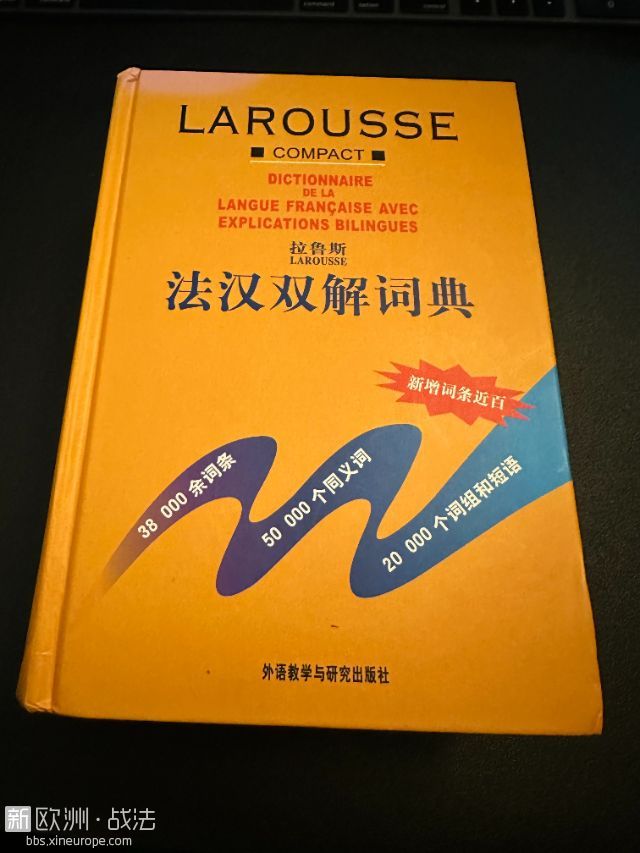 command
option
command
LAROUSSE
■ COMPACT ■
DICTIONNAIRE
DE LA
LANGUE FRANÇAISE AVEC
EXPLICATIONS BILINGUES
拉鲁斯
LAROUSSE
法汉双解词典
新增词条近百
38 000 余词条
50 000 个同义词
20 000 个词组和短语
外语教学与研究出版社
新欧洲·战法
bbs.xineurope.com